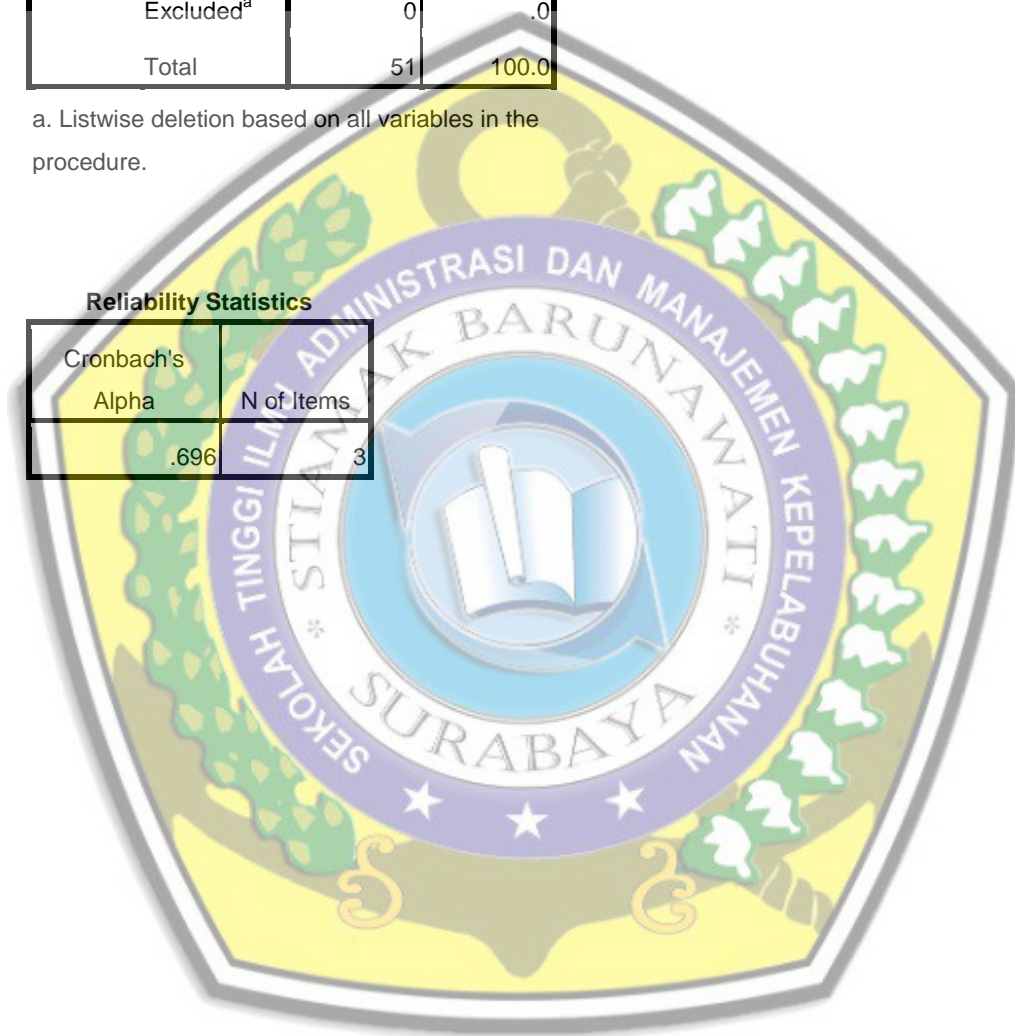 Excludedᵃ 0 .0
Total 51 100.0
a. Listwise deletion based on all variables in the
procedure.
Reliability Statistics
Cronbach's
Alpha N of Items
.696 3
SEKOLAH TINGGI ILMU ADMINISTRASI DAN MANAJEMEN KEPELABUHANAN
* STIAMAK BARUNAWATI *
SURABAYA